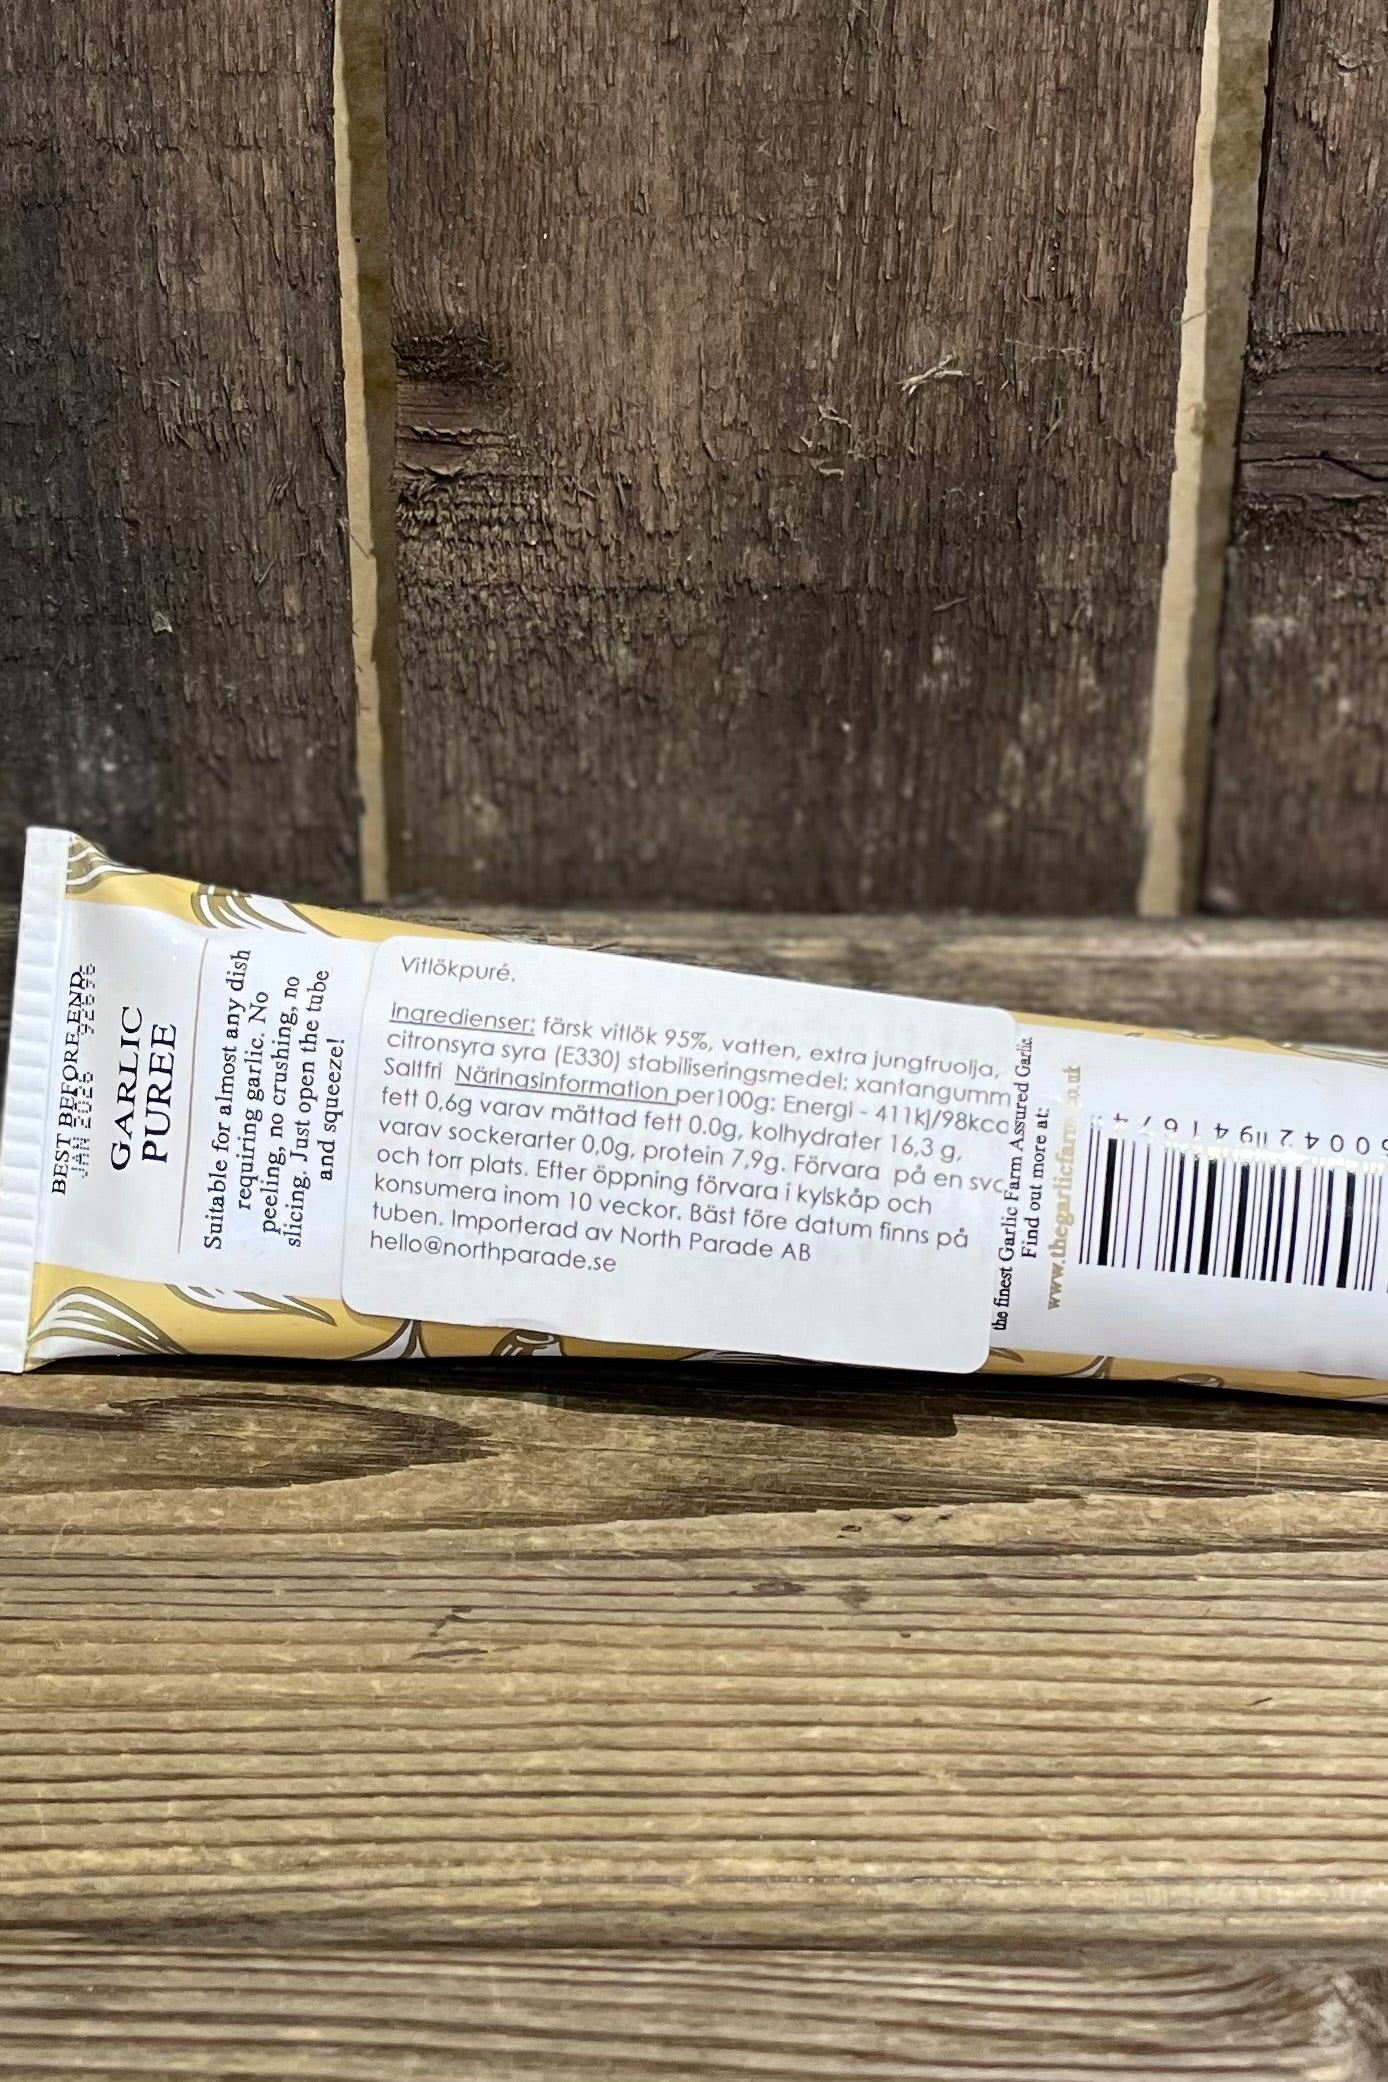 BEST BEFORE END
JAN 2026
GARLIC
PUREE
Suitable for almost any dish
requiring garlic. No
peeling, no crushing, no
slicing. Just open the tube
and squeeze!
Vitlökpuré.
Ingredienser: färsk vitlök 95%, vatten, extra jungfruolja,
citronsyra syra (E330) stabiliseringsmedel: xantangumm
Saltfri Näringsinformation per100g: Energi - 411kj/98kca
fett 0,6g varav mättad fett 0.0g, kolhydrater 16,3 g,
varav sockerarter 0,0g, protein 7,9g. Förvara på en sva
och torr plats. Efter öppning förvara i kylskåp och
konsumera inom 10 veckor. Bäst före datum finns på
tuben. Importerad av North Parade AB
hello@northparade.se
the finest Garlic Farm Assured Garlic.
Find out more at: